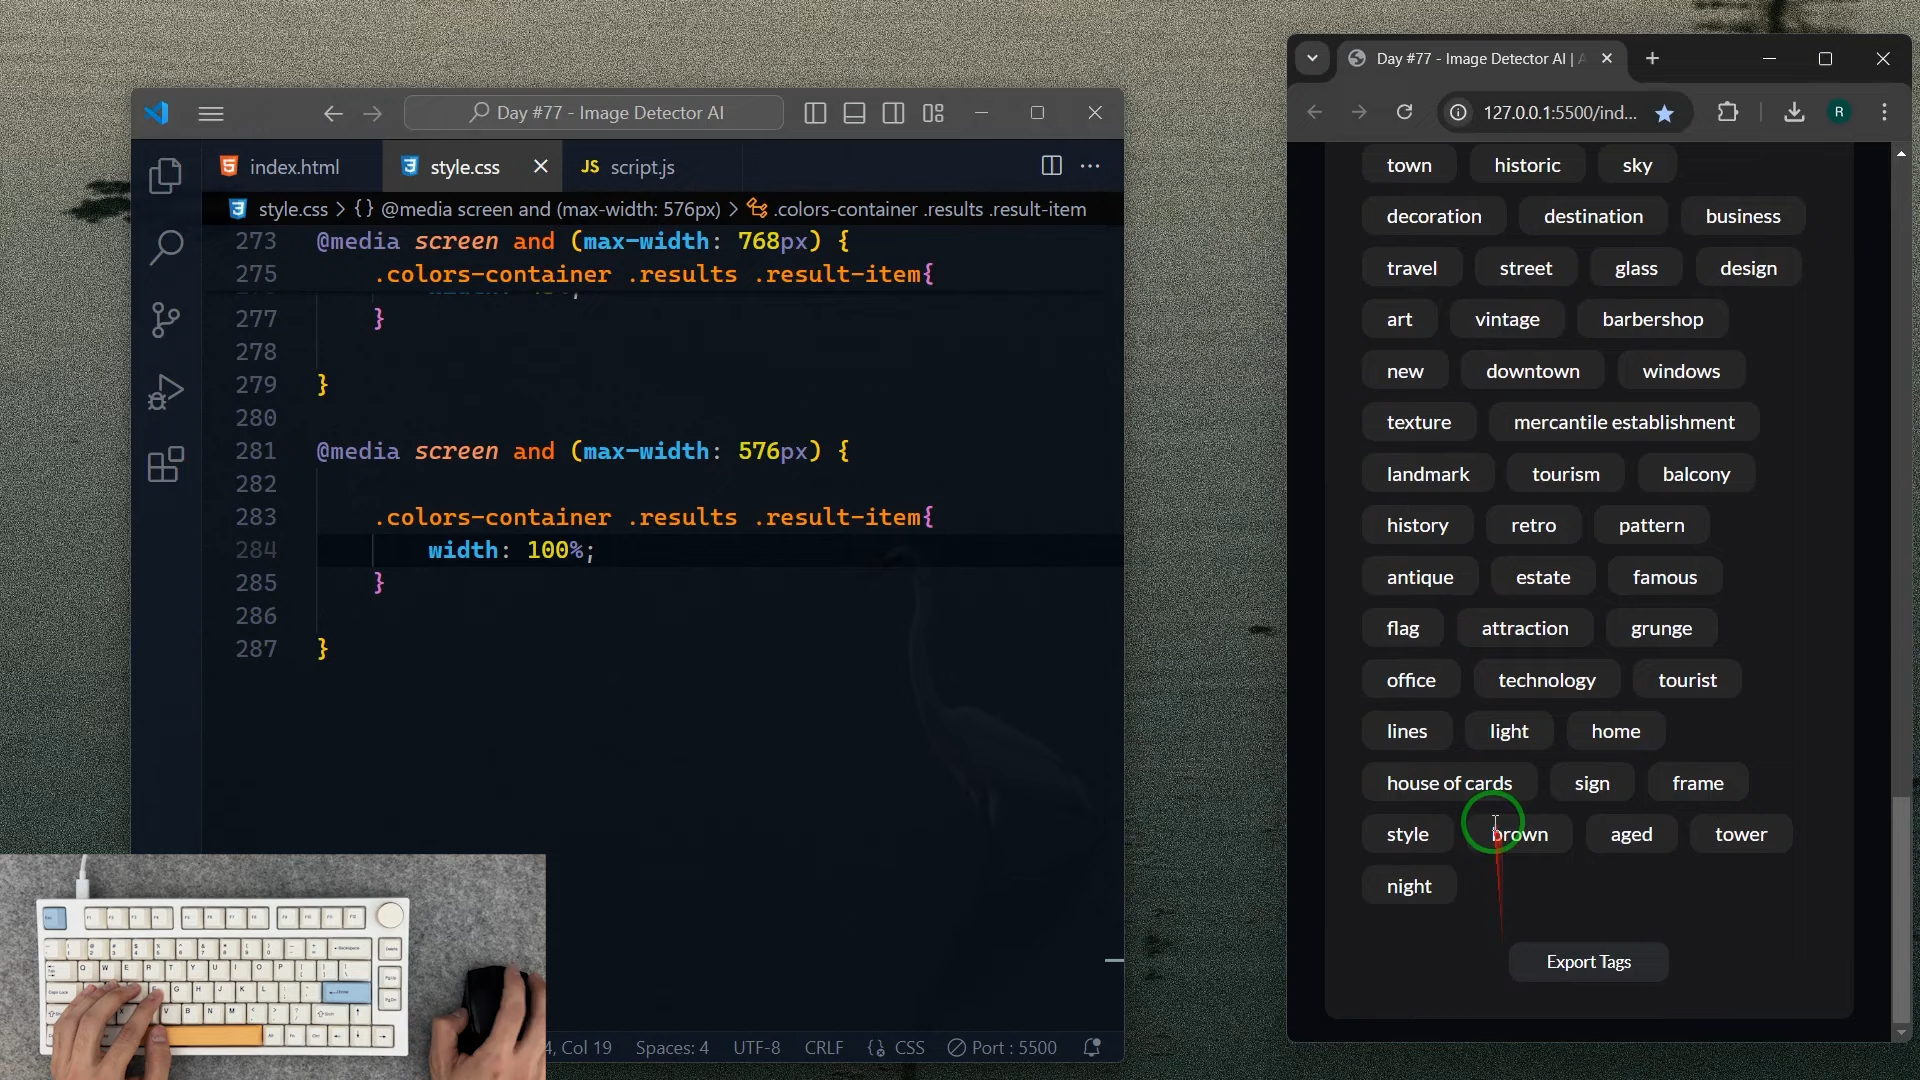 Day #77 - Image Detector AI
index.html
style.css
JS script.js
style.css > {} @media screen and (max-width: 576px) > .colors-container .results .result-item
273 @media screen and (max-width: 768px) {
275 .colors-container .results .result-item{
277 }
278
279 }
280
281 @media screen and (max-width: 576px) {
282
283 .colors-container .results .result-item{
284 width: 100%;
285 }
286
287 }
4, Col 19 Spaces: 4 UTF-8 CRLF CSS Port : 5500
Day #77 - Image Detector AI |
127.0.0.1:5500/ind...
R
town historic sky
decoration destination business
travel street glass design
art vintage barbershop
new downtown windows
texture mercantile establishment
landmark tourism balcony
history retro pattern
antique estate famous
flag attraction grunge
office technology tourist
lines light home
house of cards sign frame
style brown aged tower
night
Export Tags